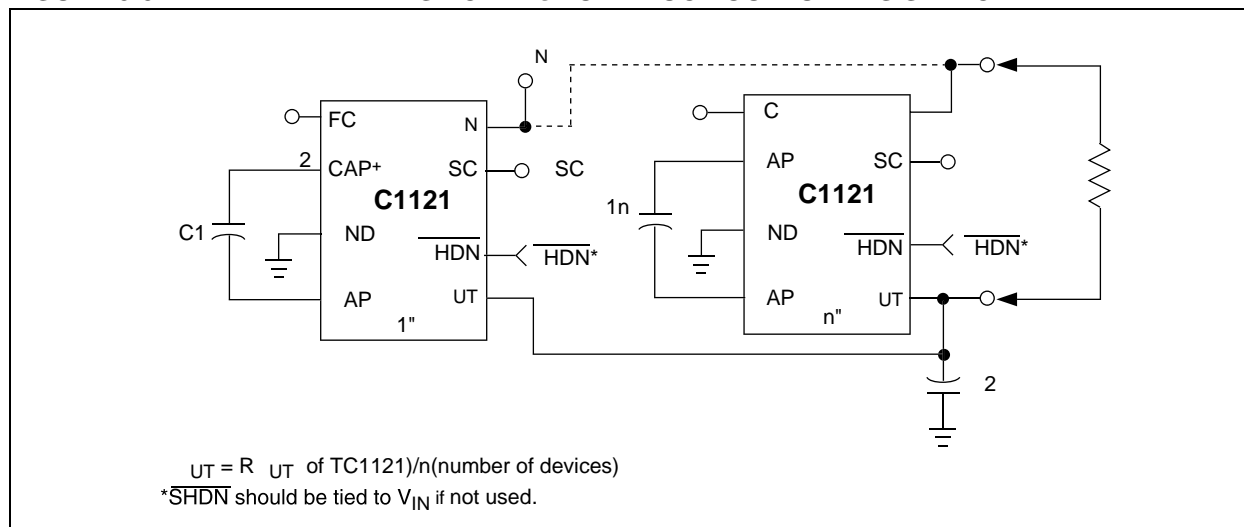 N
FC
N
2
CAP+
SC
SC
C1121
C1
ND
HDN
HDN*
AP
UT
1"
C
AP
SC
C1121
1n
ND
HDN
HDN*
AP
UT
n"
2
UT = R UT of TC1121)/n(number of devices)
*SHDN should be tied to VIN if not used.